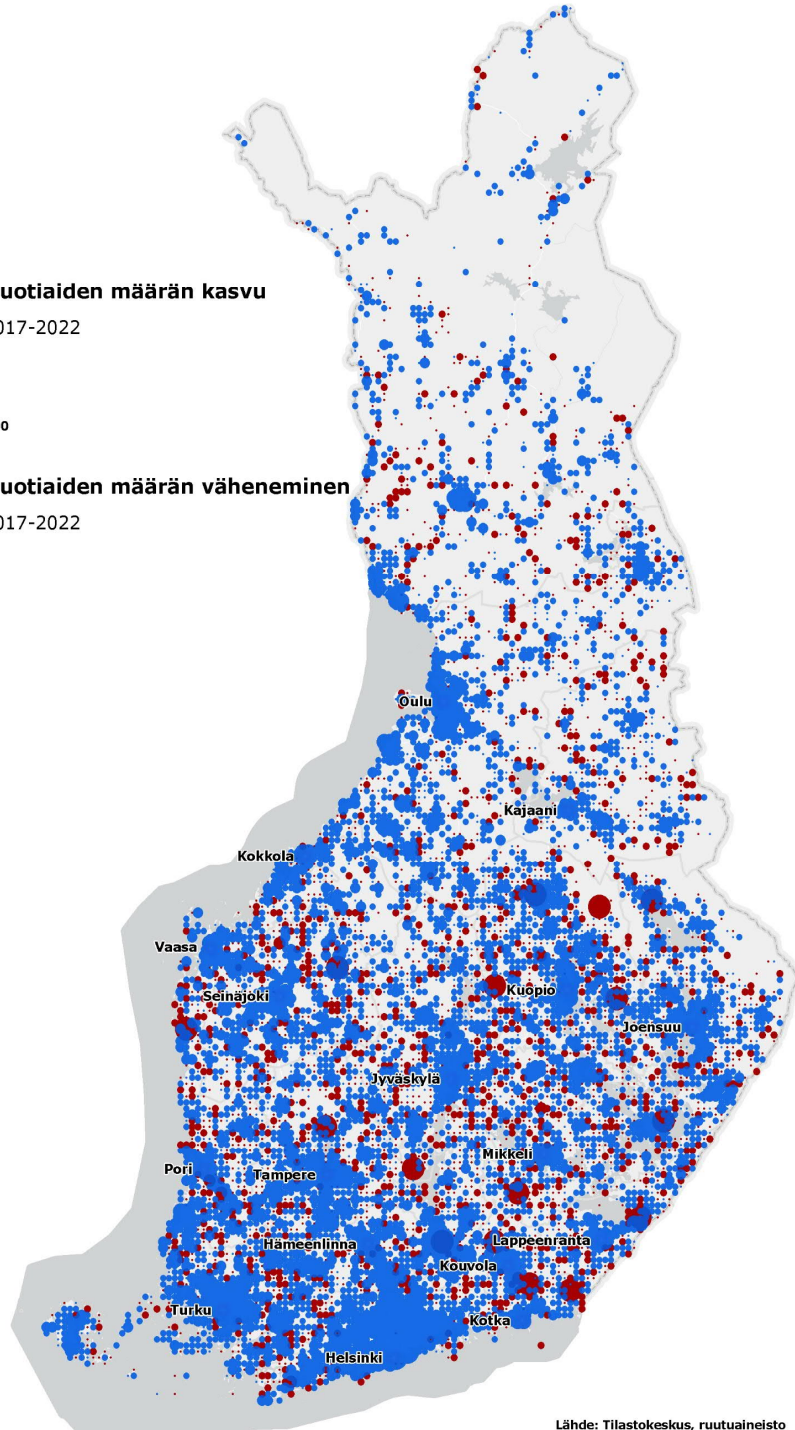 uotiaiden määrän kasvu
017-2022
0
uotiaiden määrän väheneminen
017-2022
Oulu
Kajaani
Kokkola
Vaasa
Seinäjoki
Kuopio
Joensuu
Jyväskylä
Mikkeli
Pori
Tampere
Hämeenlinna
Lappeenranta
Kouvola
Turku
Kotka
Helsinki
Lähde: Tilastokeskus, ruutuaineisto